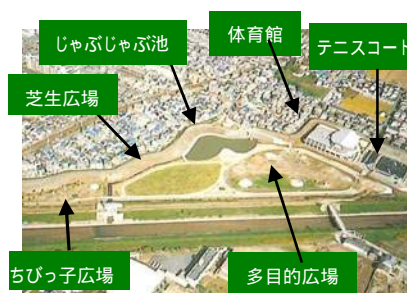 じゃぶじゃぶ池
体育館
テニスコート
芝生広場
ちびっ子広場
多目的広場